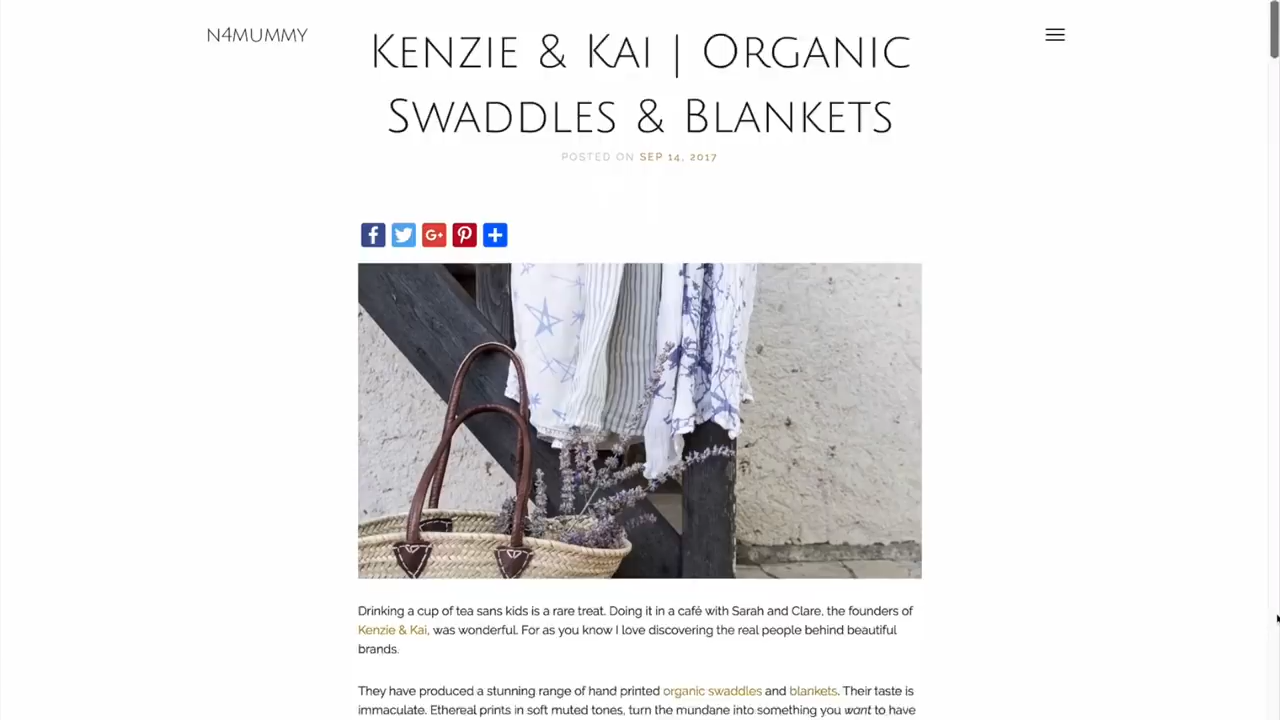 N4MUMMY
KENZIE & KAI | ORGANIC
SWADDLES & BLANKETS
POSTED ON SEP 14, 2017
Drinking a cup of tea sans kids is a rare treat. Doing it in a café with Sarah and Clare, the founders of
Kenzie & Kai, was wonderful. For as you know I love discovering the real people behind beautiful
brands.
They have produced a stunning range of hand printed organic swaddles and blankets. Their taste is
immaculate. Ethereal prints in soft muted tones, turn the mundane into something you want to have